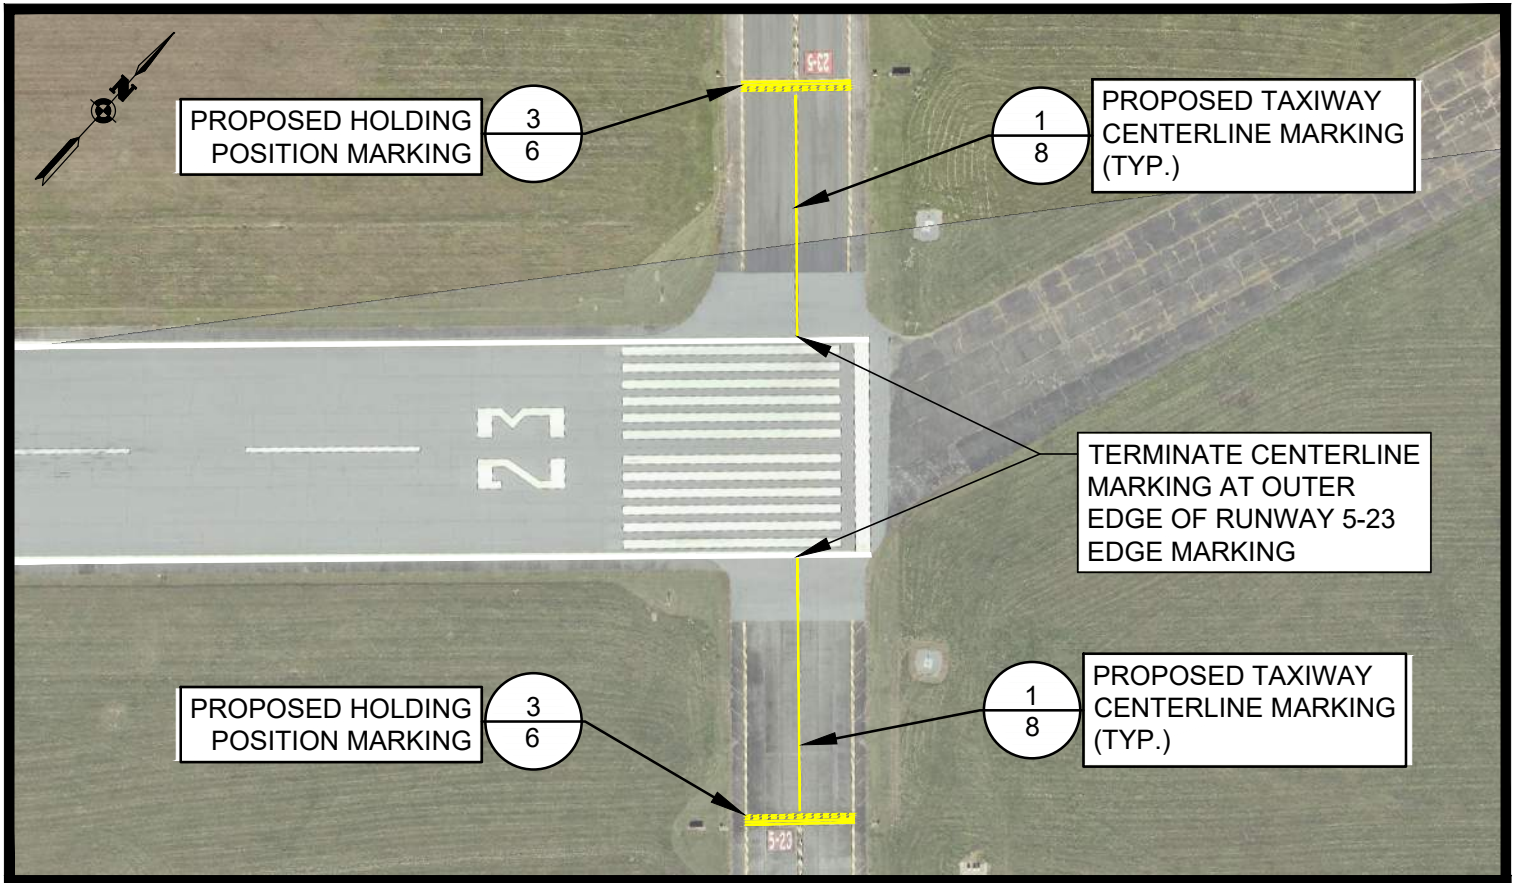 23-5
N
PROPOSED HOLDING
POSITION MARKING
3
6
1
8
PROPOSED TAXIWAY
CENTERLINE MARKING
(TYP.)
23
TERMINATE CENTERLINE
MARKING AT OUTER
EDGE OF RUNWAY 5-23
EDGE MARKING
PROPOSED HOLDING
POSITION MARKING
3
6
1
8
PROPOSED TAXIWAY
CENTERLINE MARKING
(TYP.)
5-23